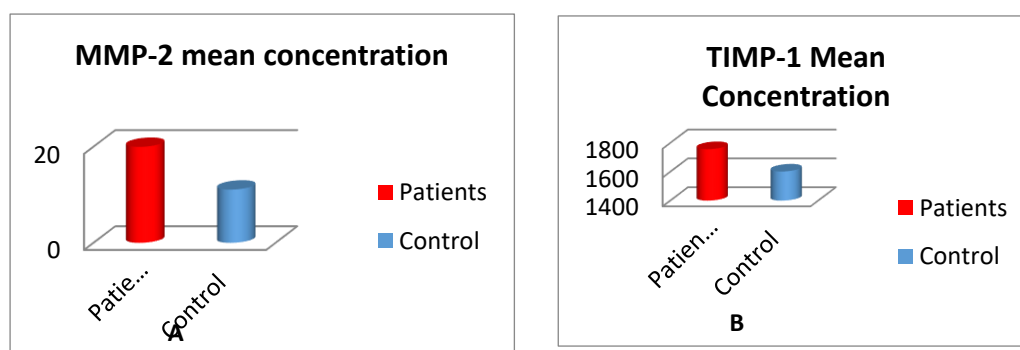 MMP-2 mean concentration
20
0
Patie...
Control
Patients
Control
A
TIMP-1 Mean
Concentration
1800
1600
1400
Patien...
Control
Patients
Control
B